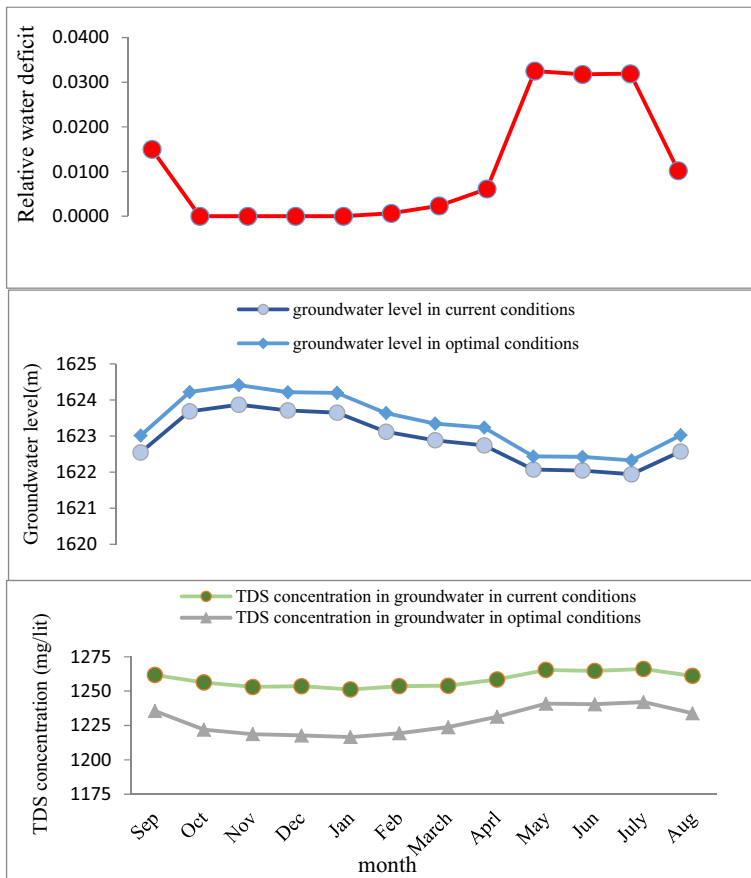 Relative water deficit
0.0400
0.0300
0.0200
0.0100
0.0000
groundwater level in current conditions
groundwater level in optimal conditions
Groundwater level(m)
1625
1624
1623
1622
1621
1620
TDS concentration in groundwater in current conditions
TDS concentration in groundwater in optimal conditions
TDS concentration (mg/lit)
1275
1250
1225
1200
1175
Sep Oct Nov Dec Jan Feb March Aprl May Jun July Aug
month